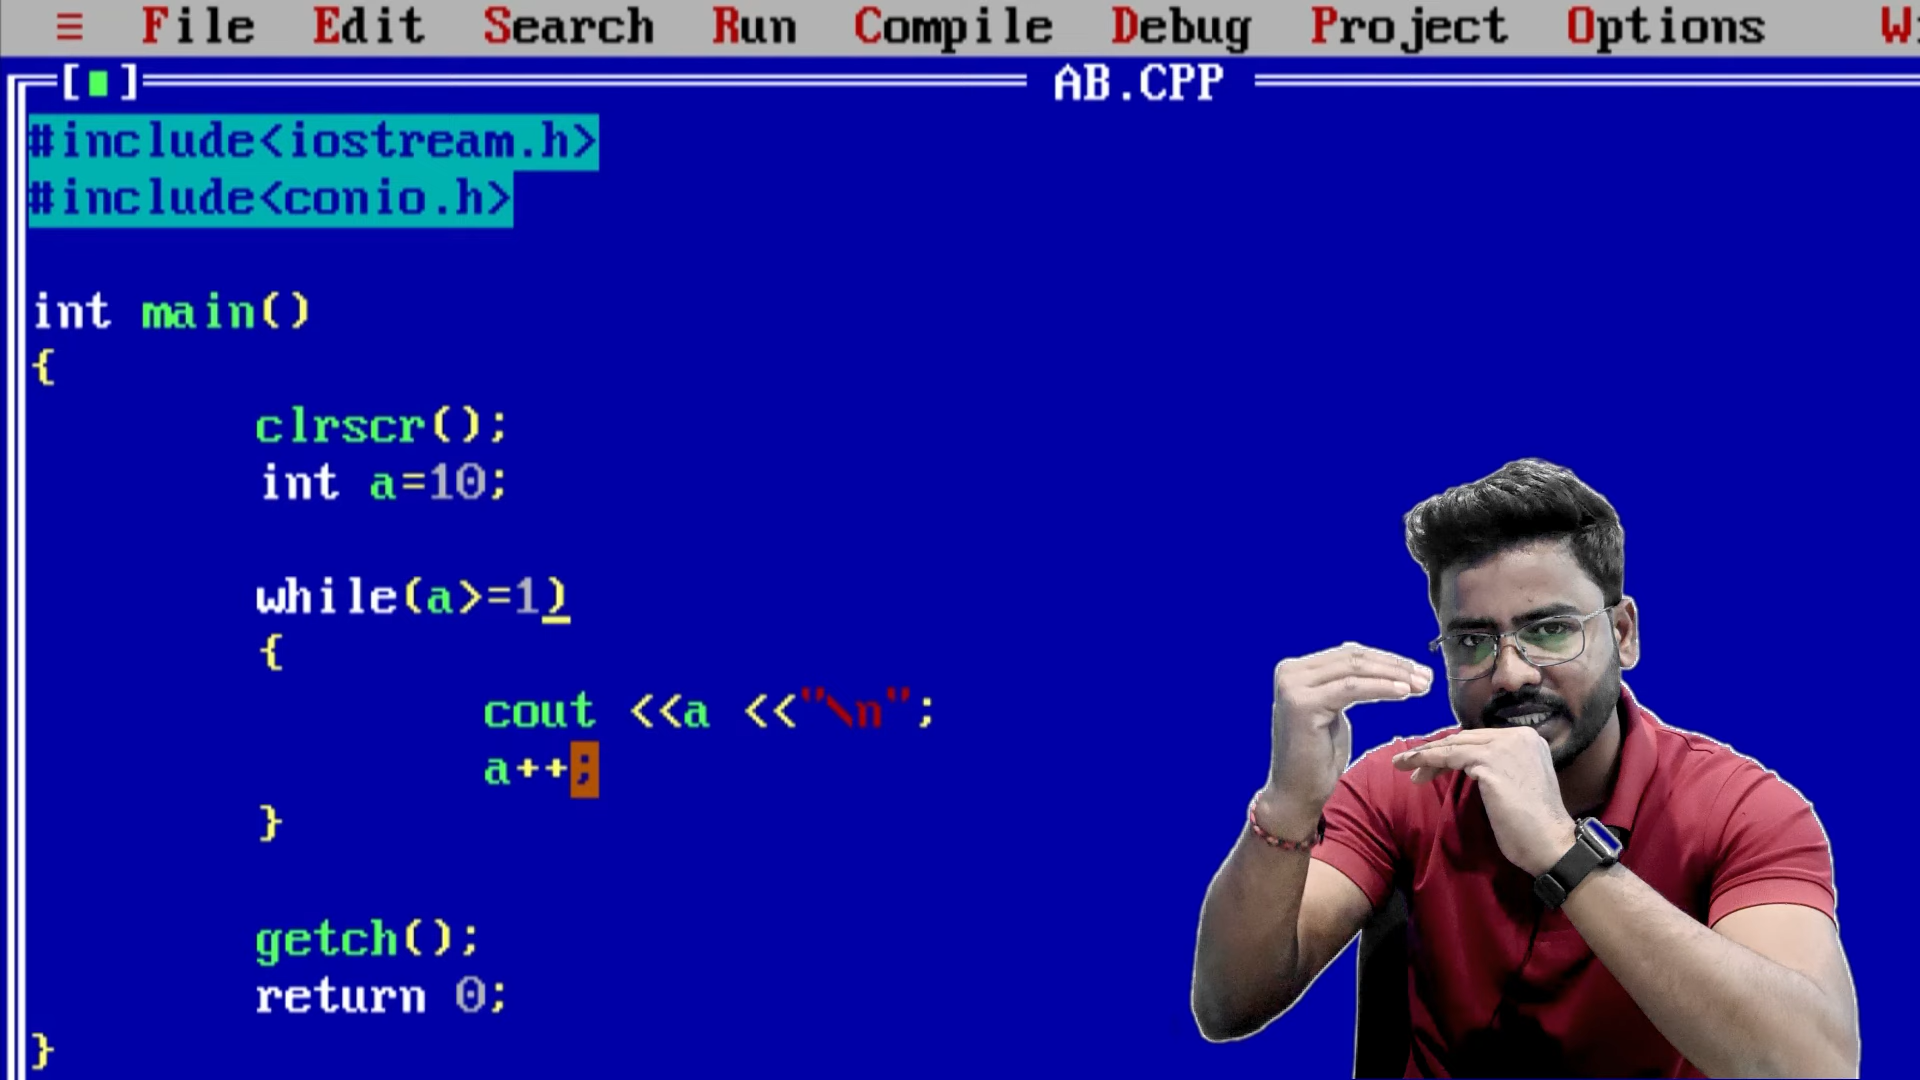 ≡ File Edit Search Run Compile Debug Project Options Wi
[■] AB.CPP
#include<iostream.h>
#include<conio.h>
int main()
{
clrscr();
int a=10;
while(a>=1)
{
cout <<a <<"\n";
a++;
}
getch();
return 0;
}